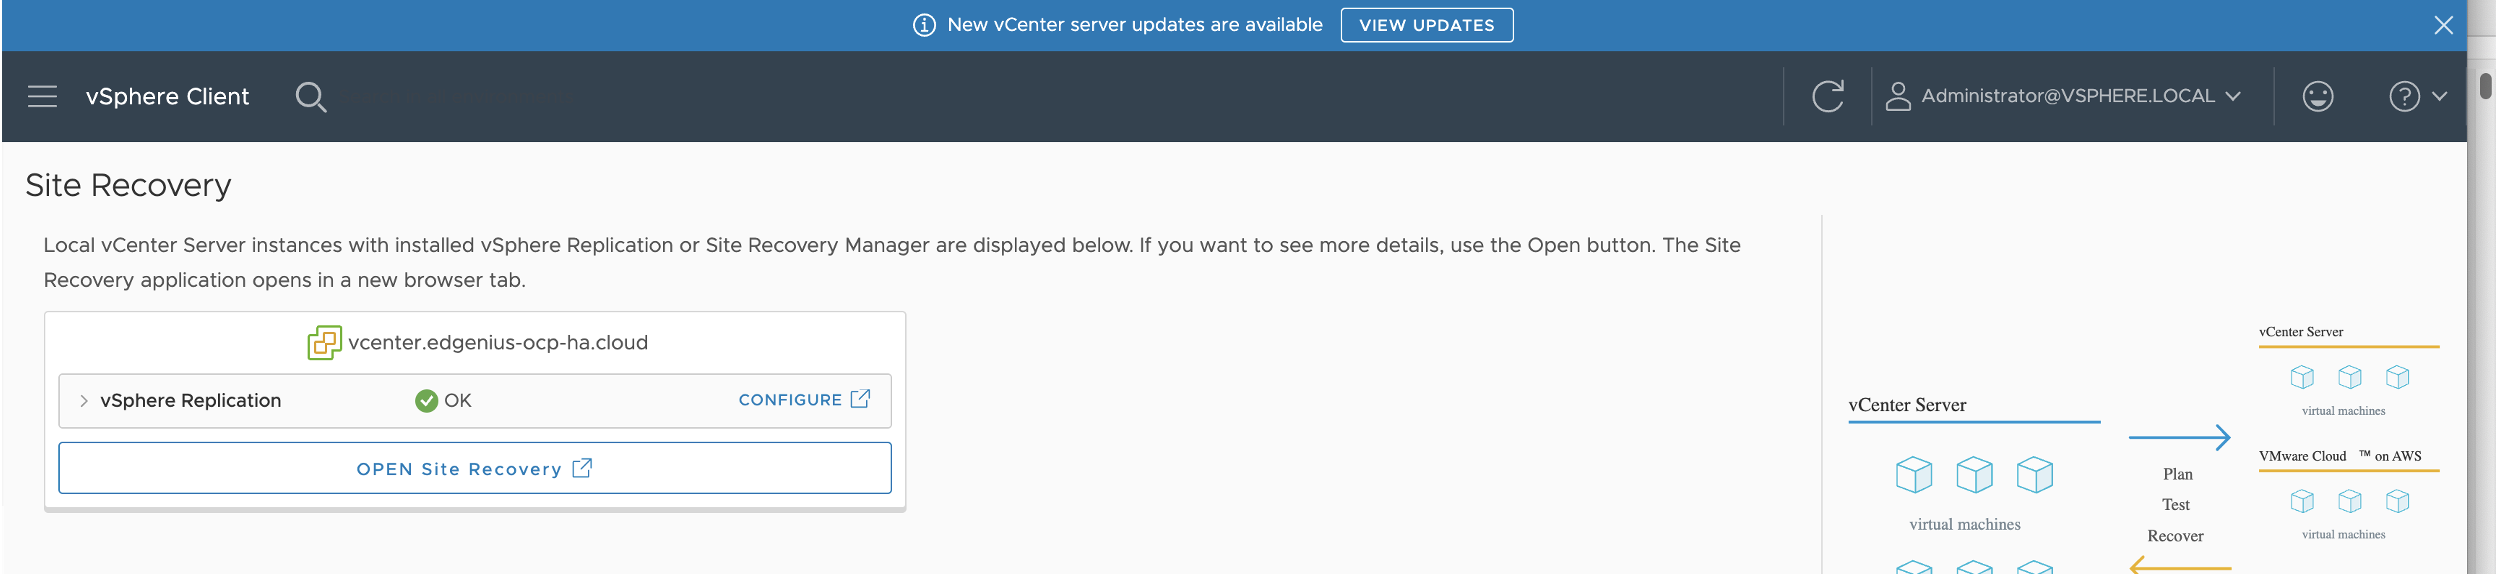 New vCenter server updates are available VIEW UPDATES
vSphere Client
Administrator@VSPHERE.LOCAL
Site Recovery
Local vCenter Server instances with installed vSphere Replication or Site Recovery Manager are displayed below. If you want to see more details, use the Open button. The Site
Recovery application opens in a new browser tab.
vcenter.edgenius-ocp-ha.cloud
vSphere Replication OK CONFIGURE
OPEN Site Recovery
vCenter Server
virtual machines
Plan
Test
Recover
vCenter Server
virtual machines
VMware Cloud ™ on AWS
virtual machines